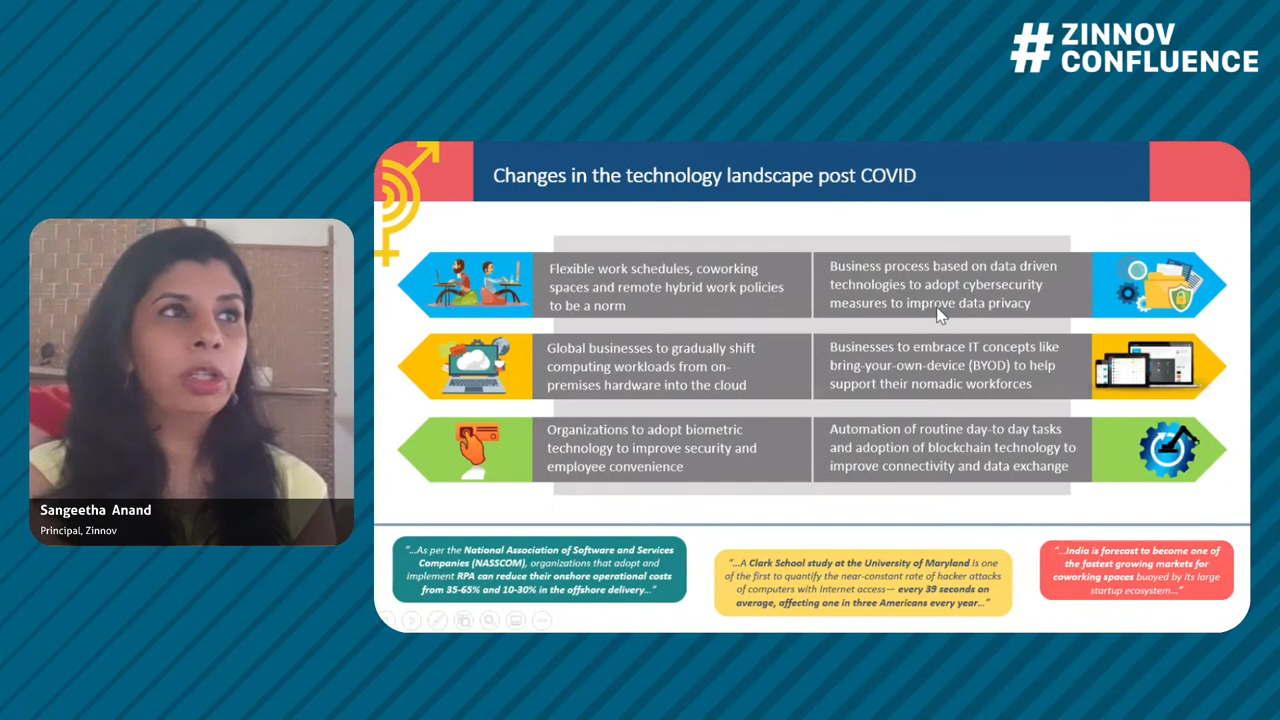 # ZINNOV
CONFLUENCE
Changes in the technology landscape post COVID
Flexible work schedules, coworking
spaces and remote hybrid work policies
to be a norm
Business process based on data driven
technologies to adopt cybersecurity
measures to improve data privacy
Global businesses to gradually shift
computing workloads from on-
premises hardware into the cloud
Businesses to embrace IT concepts like
bring-your-own-device (BYOD) to help
support their nomadic workforces
Organizations to adopt biometric
technology to improve security and
employee convenience
Automation of routine day-to day tasks
and adoption of blockchain technology to
improve connectivity and data exchange
Sangeetha Anand
Principal, Zinnov
"...As per the National Association of Software and Services
Companies (NASSCOM), organizations that adopt and
implement RPA can reduce their onshore operational costs
from 35-65% and 10-30% in the offshore delivery..."
"...A Clark School study at the University of Maryland is one
of the first to quantify the near-constant rate of hacker attacks
of computers with Internet access— every 39 seconds on
average, affecting one in three Americans every year..."
"...India is forecast to become one of
the fastest growing markets for
coworking spaces buoyed by its large
startup ecosystem..."